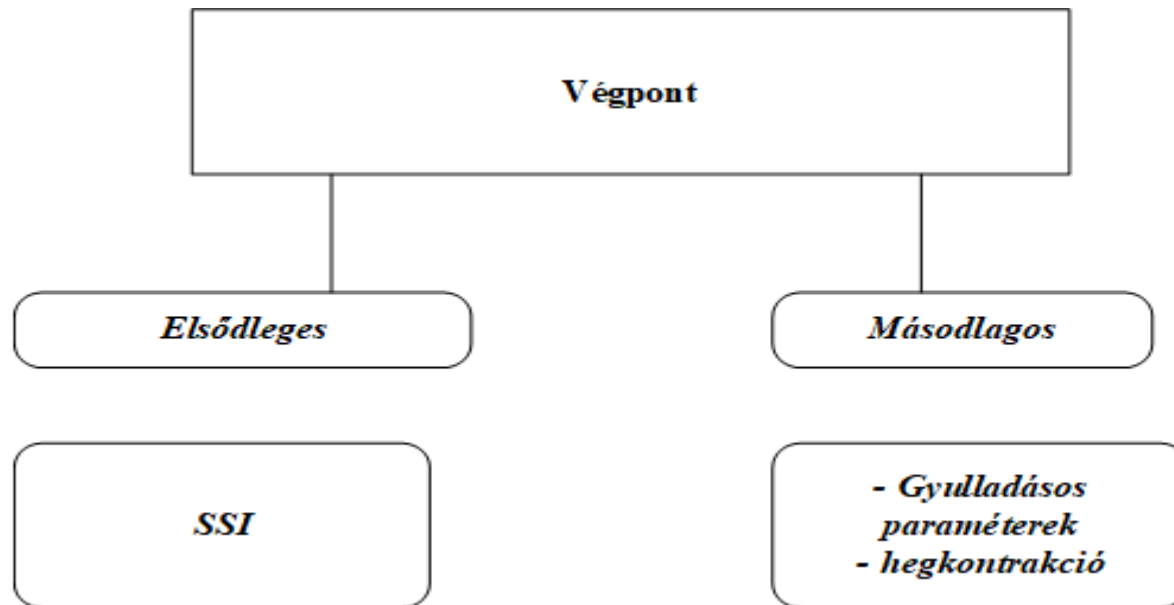 Végpont
Elsődleges
Másodlagos
SSI
- Gyulladásos
paraméterek
- hegkontrakció